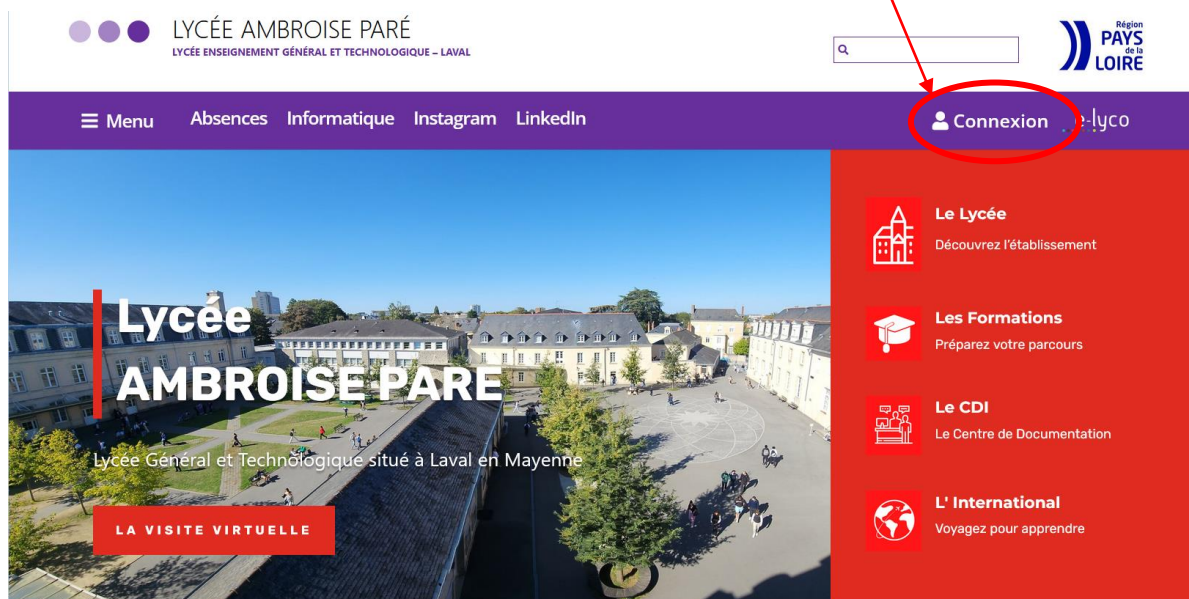 LYCÉE AMBROISE PARÉ
LYCÉE ENSEIGNEMENT GÉNÉRAL ET TECHNOLOGIQUE – LAVAL
Région
PAYS
de la
LOIRE
Menu Absences Informatique Instagram LinkedIn Connexion e-lyco
Lycée
AMBROISE PARE
Lycée Général et Technologique situé à Laval en Mayenne
LA VISITE VIRTUELLE
Le Lycée
Découvrez l'établissement
Les Formations
Préparez votre parcours
Le CDI
Le Centre de Documentation
L' International
Voyagez pour apprendre